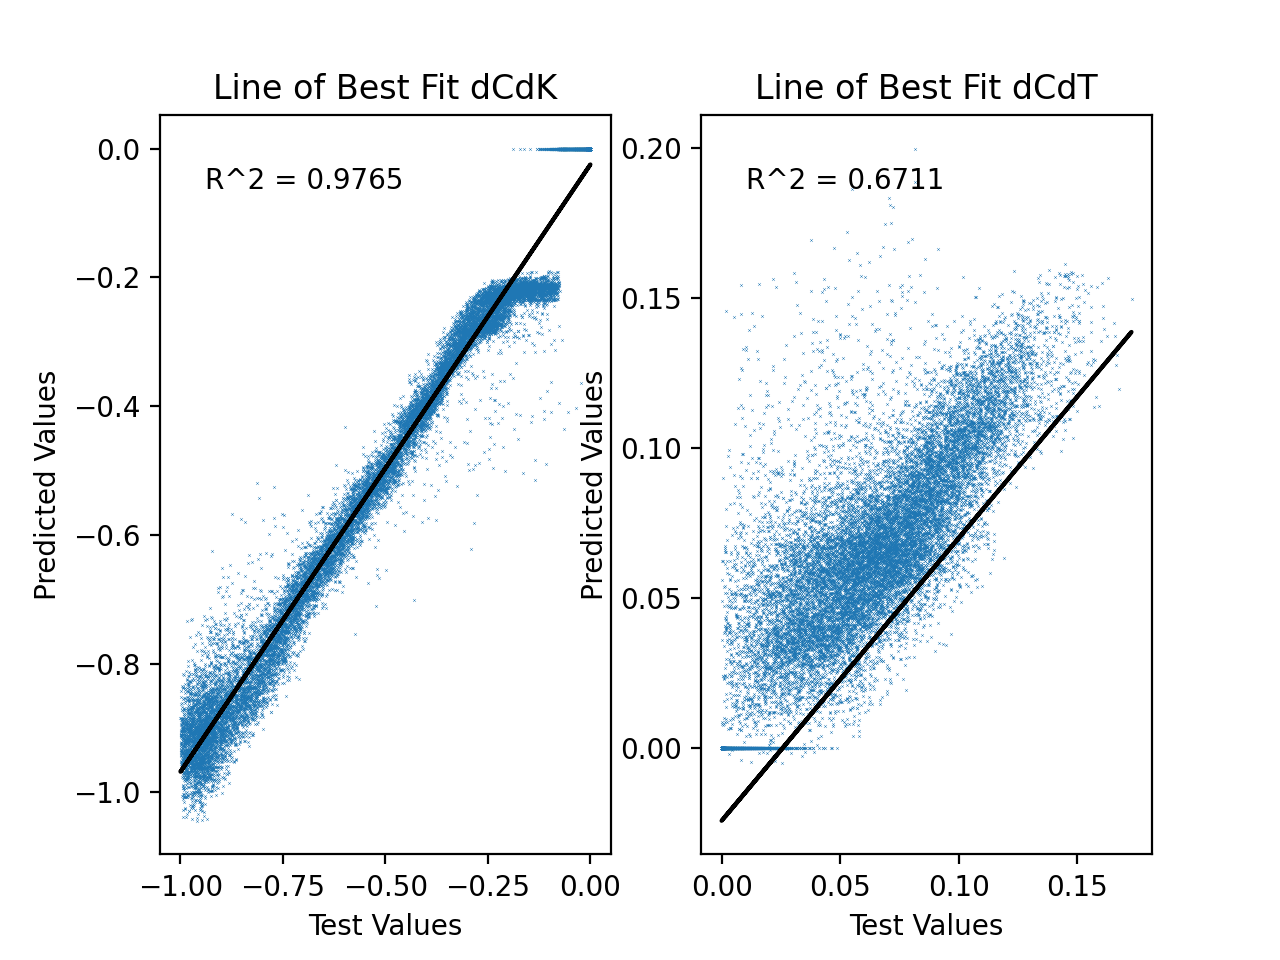 Line of Best Fit dCdK
R^2 = 0.9765
Predicted Values
0.0
−0.2
−0.4
−0.6
−0.8
−1.0
−1.00 −0.75 −0.50 −0.25 0.00
Test Values
Line of Best Fit dCdT
R^2 = 0.6711
Predicted Values
0.20
0.15
0.10
0.05
0.00
0.00 0.05 0.10 0.15
Test Values